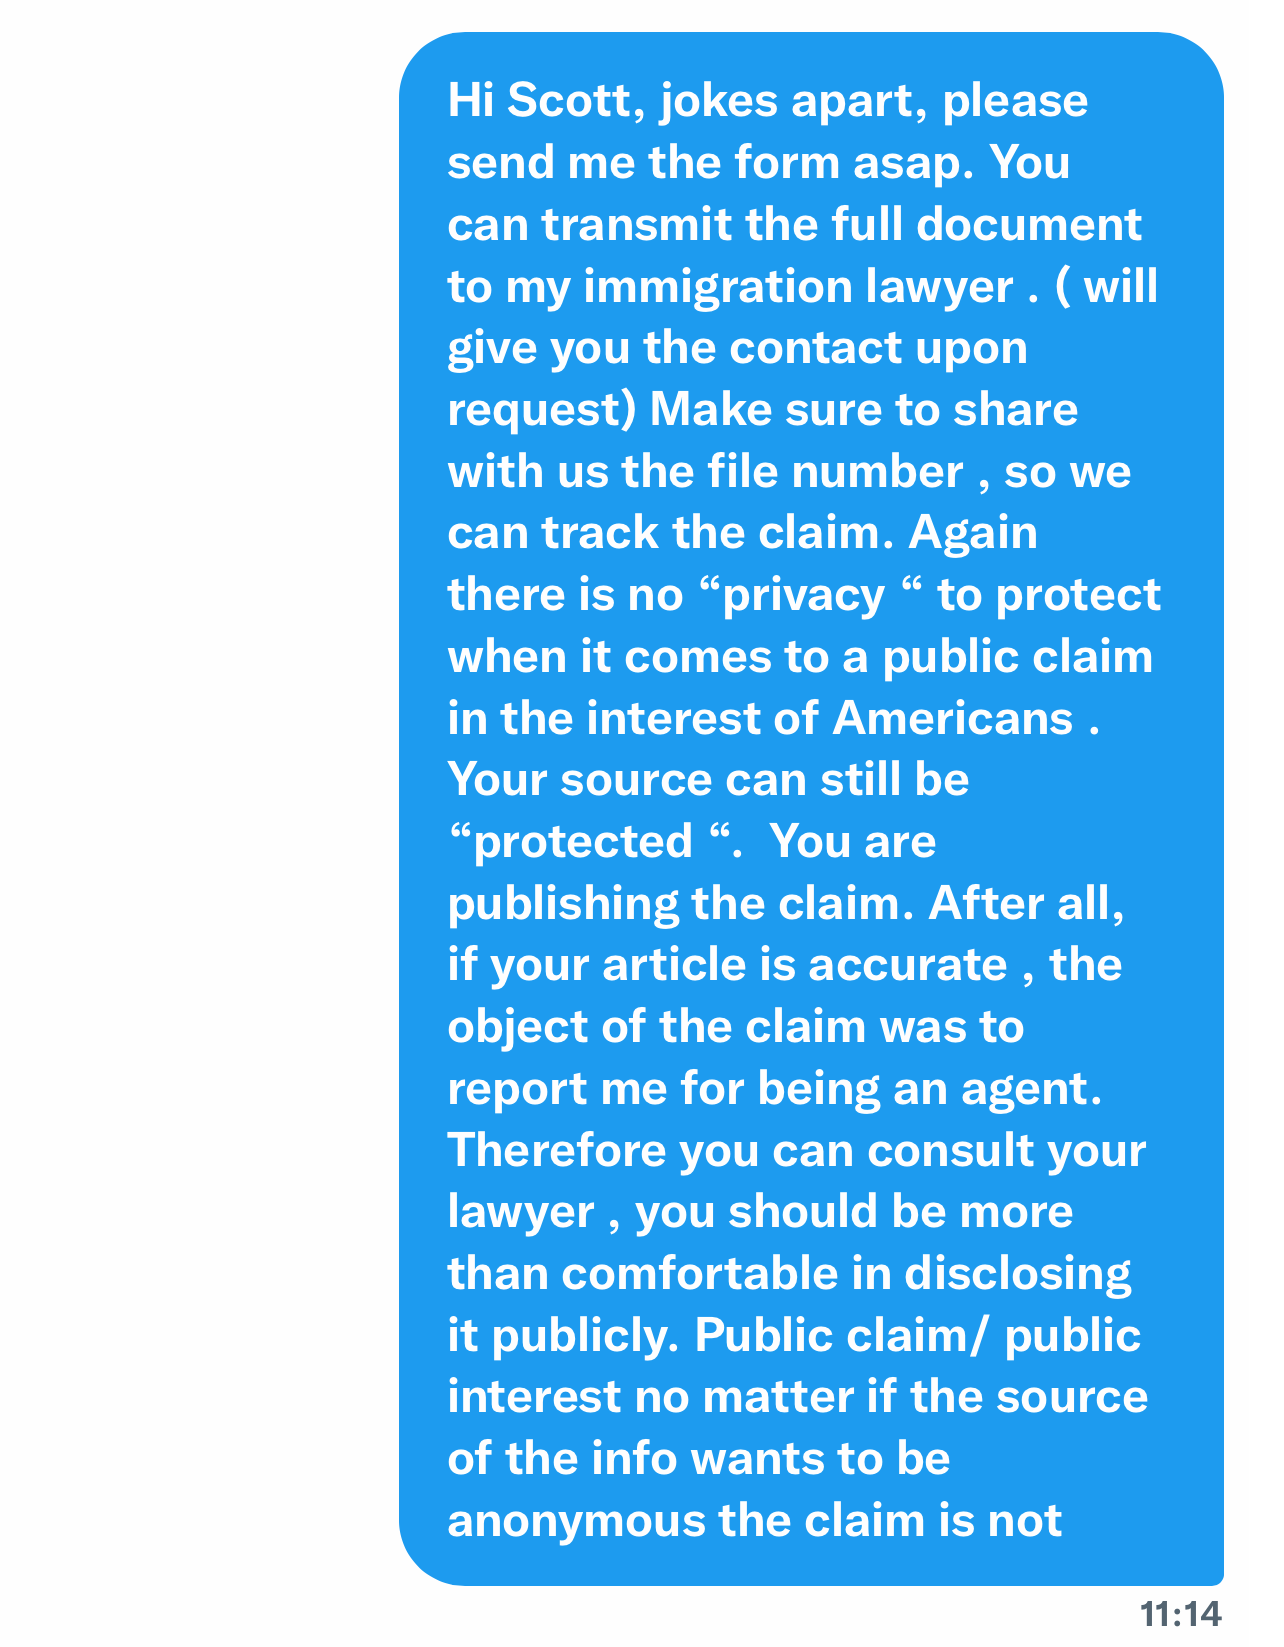 Hi Scott, jokes apart, please
send me the form asap. You
can transmit the full document
to my immigration lawyer . ( will
give you the contact upon
request) Make sure to share
with us the file number , so we
can track the claim. Again
there is no “privacy “ to protect
when it comes to a public claim
in the interest of Americans .
Your source can still be
“protected “.  You are
publishing the claim. After all,
if your article is accurate , the
object of the claim was to
report me for being an agent.
Therefore you can consult your
lawyer , you should be more
than comfortable in disclosing
it publicly. Public claim/ public
interest no matter if the source
of the info wants to be
anonymous the claim is not
11:14